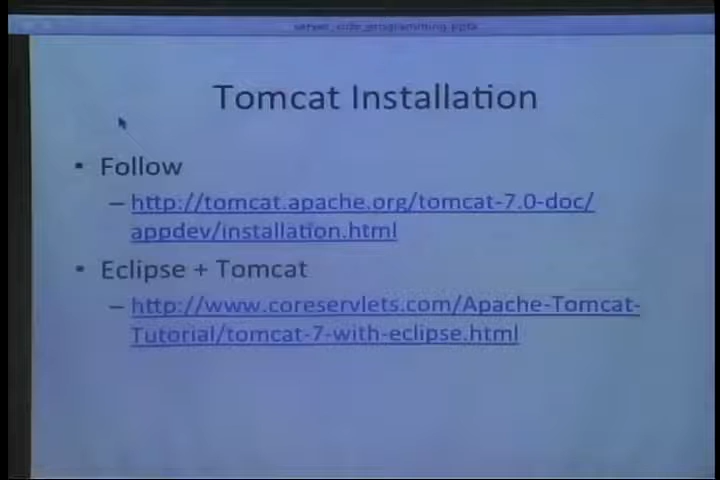 server_side_programming.pptx
Tomcat Installation
• Follow
– http://tomcat.apache.org/tomcat-7.0-doc/
appdev/installation.html
• Eclipse + Tomcat
– http://www.coreservlets.com/Apache-Tomcat-
Tutorial/tomcat-7-with-eclipse.html